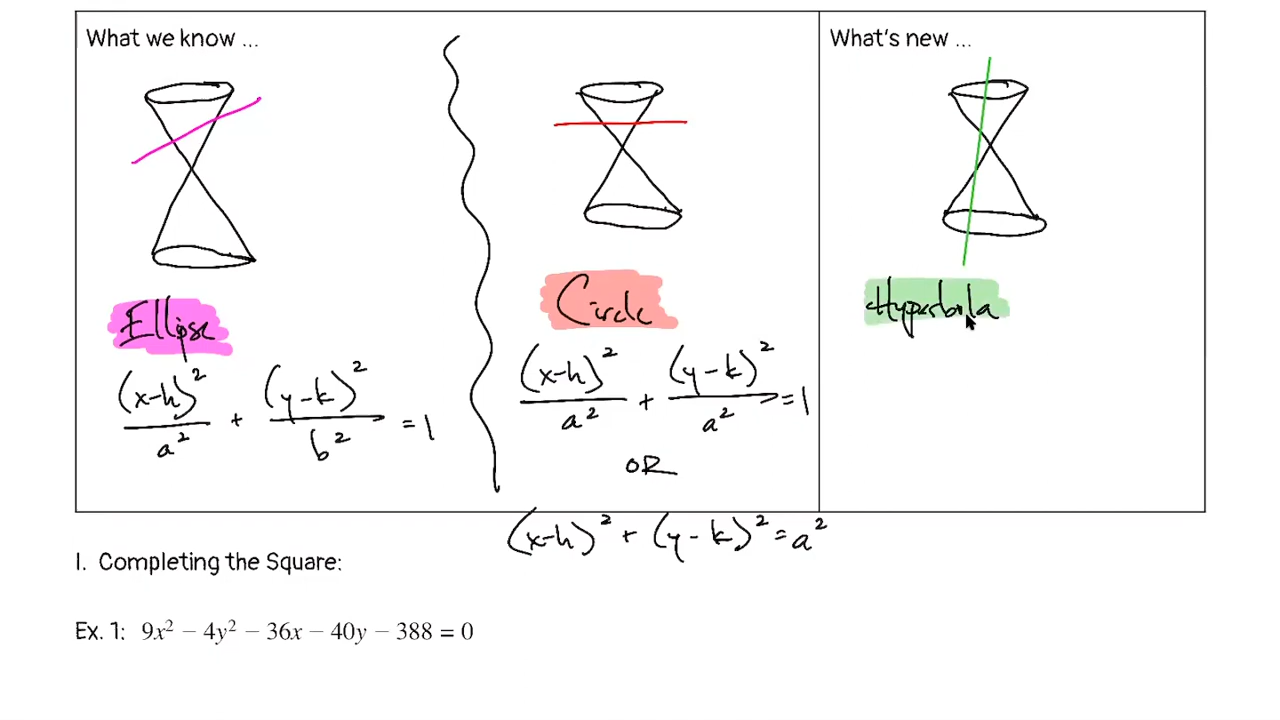 What we know ...
Ellipse
(x-h)²/a² + (y-k)²/b² = 1
Circle
(x-h)²/a² + (y-k)²/a² = 1
OR
(x-h)² + (y-k)² = a²
What's new ...
Hyperbola
I. Completing the Square:
Ex. 1: 9x² − 4y² − 36x − 40y − 388 = 0